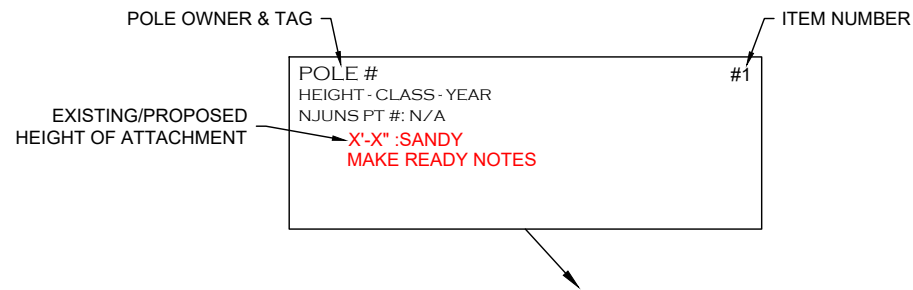 POLE OWNER & TAG
ITEM NUMBER
POLE #
#1
HEIGHT - CLASS - YEAR
NJUNS PT #: N/A
EXISTING/PROPOSED
HEIGHT OF ATTACHMENT
X'-X" :SANDY
MAKE READY NOTES